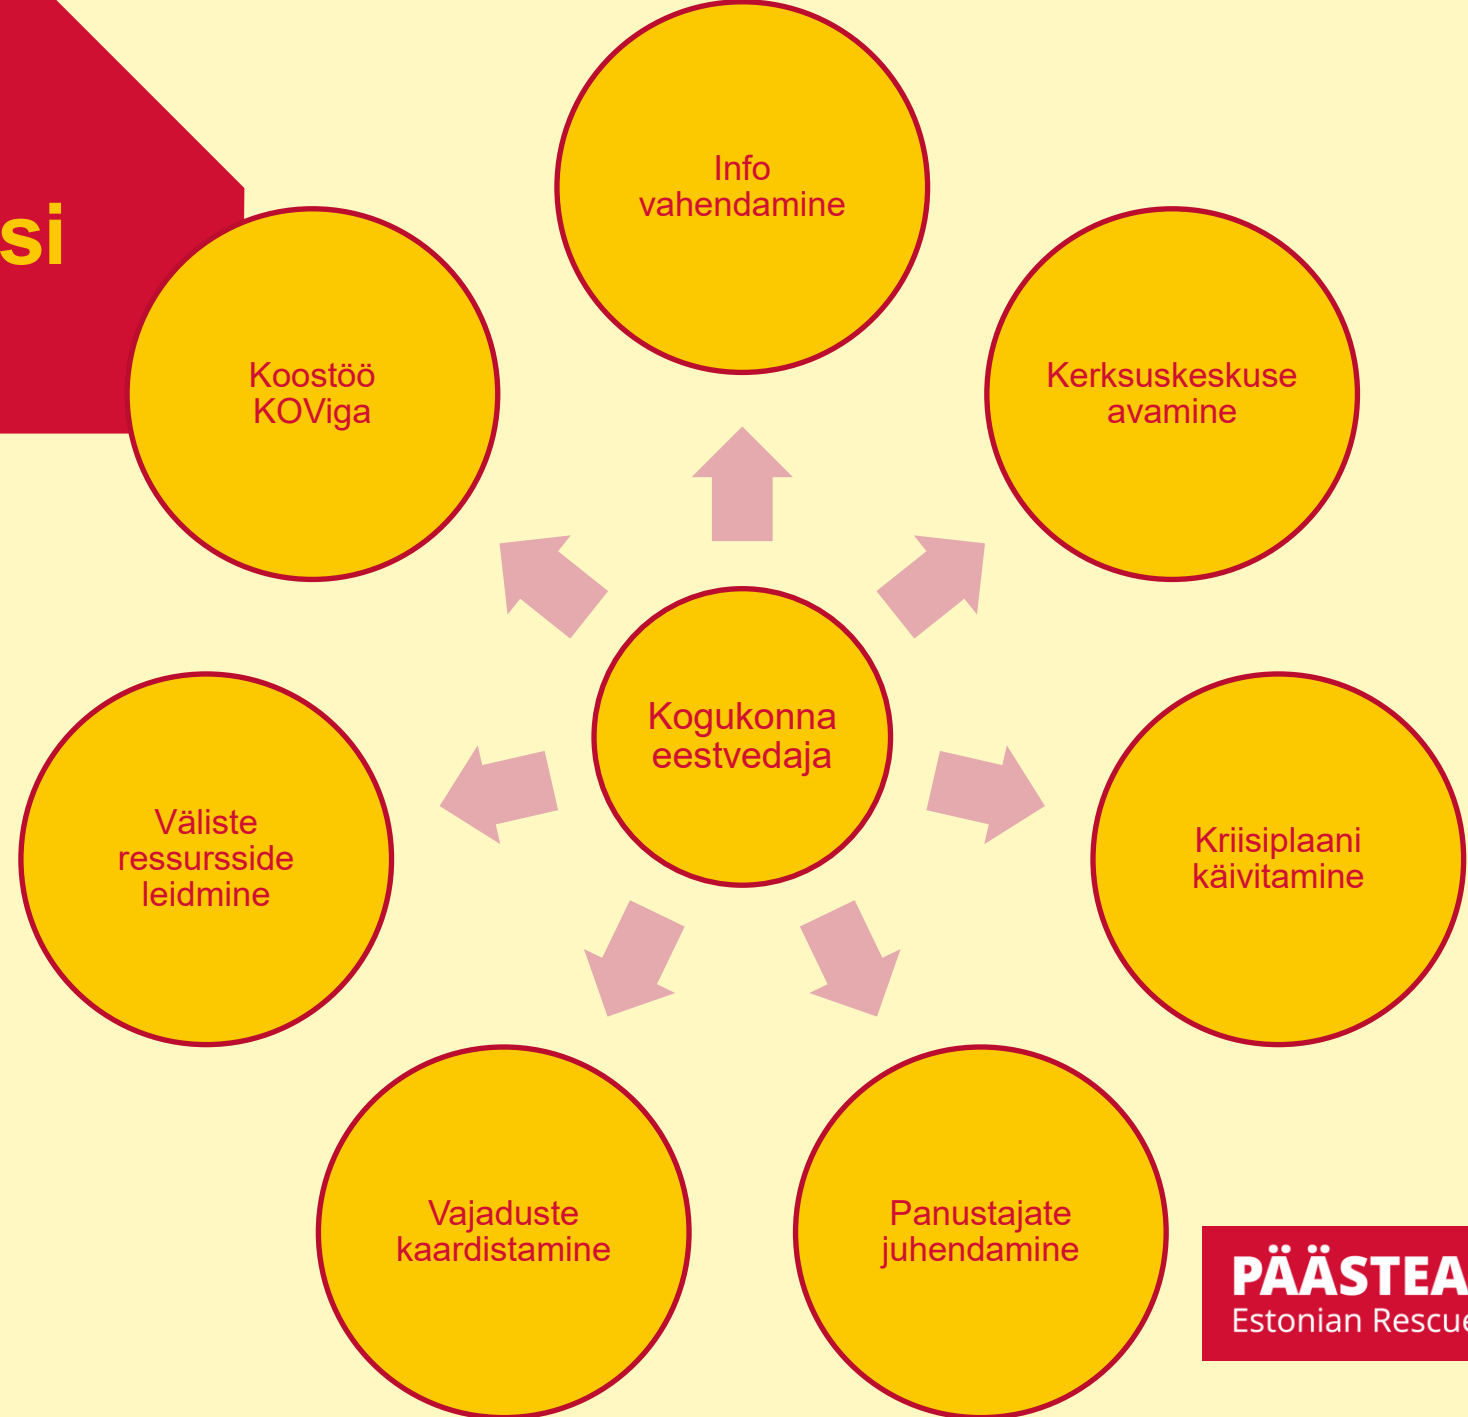 si
Info
vahendamine
Koostöö
KOViga
Kerksuskeskuse
avamine
Kogukonna
eestvedaja
Väliste
ressursside
leidmine
Kriisiplaani
käivitamine
Vajaduste
kaardistamine
Panustajate
juhendamine
PÄÄSTEA
Estonian Rescue